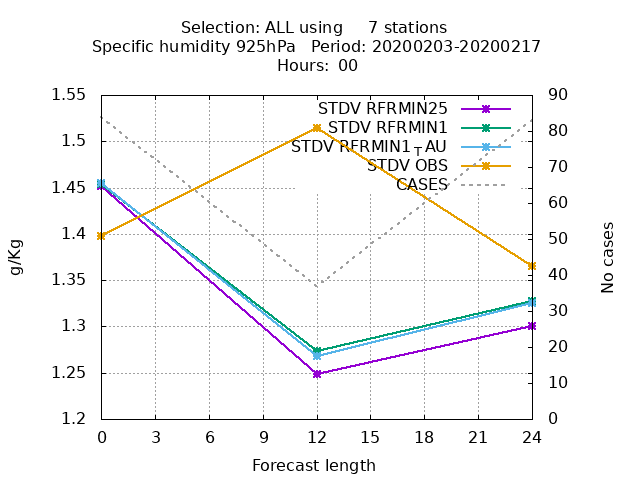 Selection: ALL using 7 stations
Specific humidity 925hPa Period: 20200203-20200217
Hours: 00
STDV RFRMIN25
STDV RFRMIN1
STDV RFRMIN1TAU
STDV OBS
CASES
g/Kg
1.55
1.5
1.45
1.4
1.35
1.3
1.25
1.2
No cases
90
80
70
60
50
40
30
20
10
0
0 3 6 9 12 15 18 21 24
Forecast length